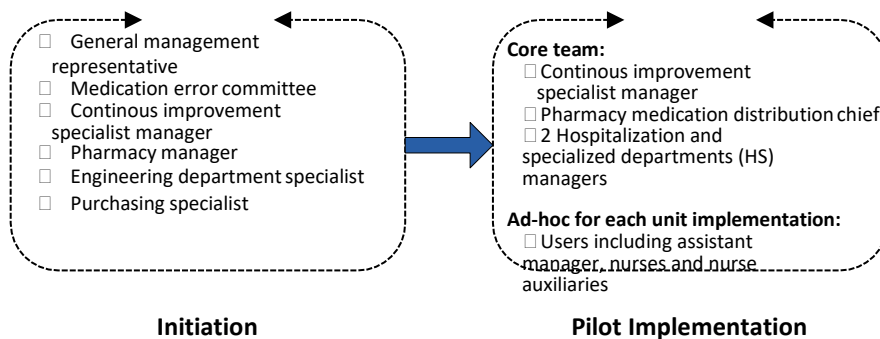 □ General management
representative
□ Medication error committee
□ Continous improvement
specialist manager
□ Pharmacy manager
□ Engineering department specialist
□ Purchasing specialist
Initiation
Core team:
□ Continous improvement
specialist manager
□ Pharmacy medication distribution chief
□ 2 Hospitalization and
specialized departments (HS)
managers
Ad-hoc for each unit implementation:
□ Users including assistant
manager, nurses and nurse
auxiliaries
Pilot Implementation